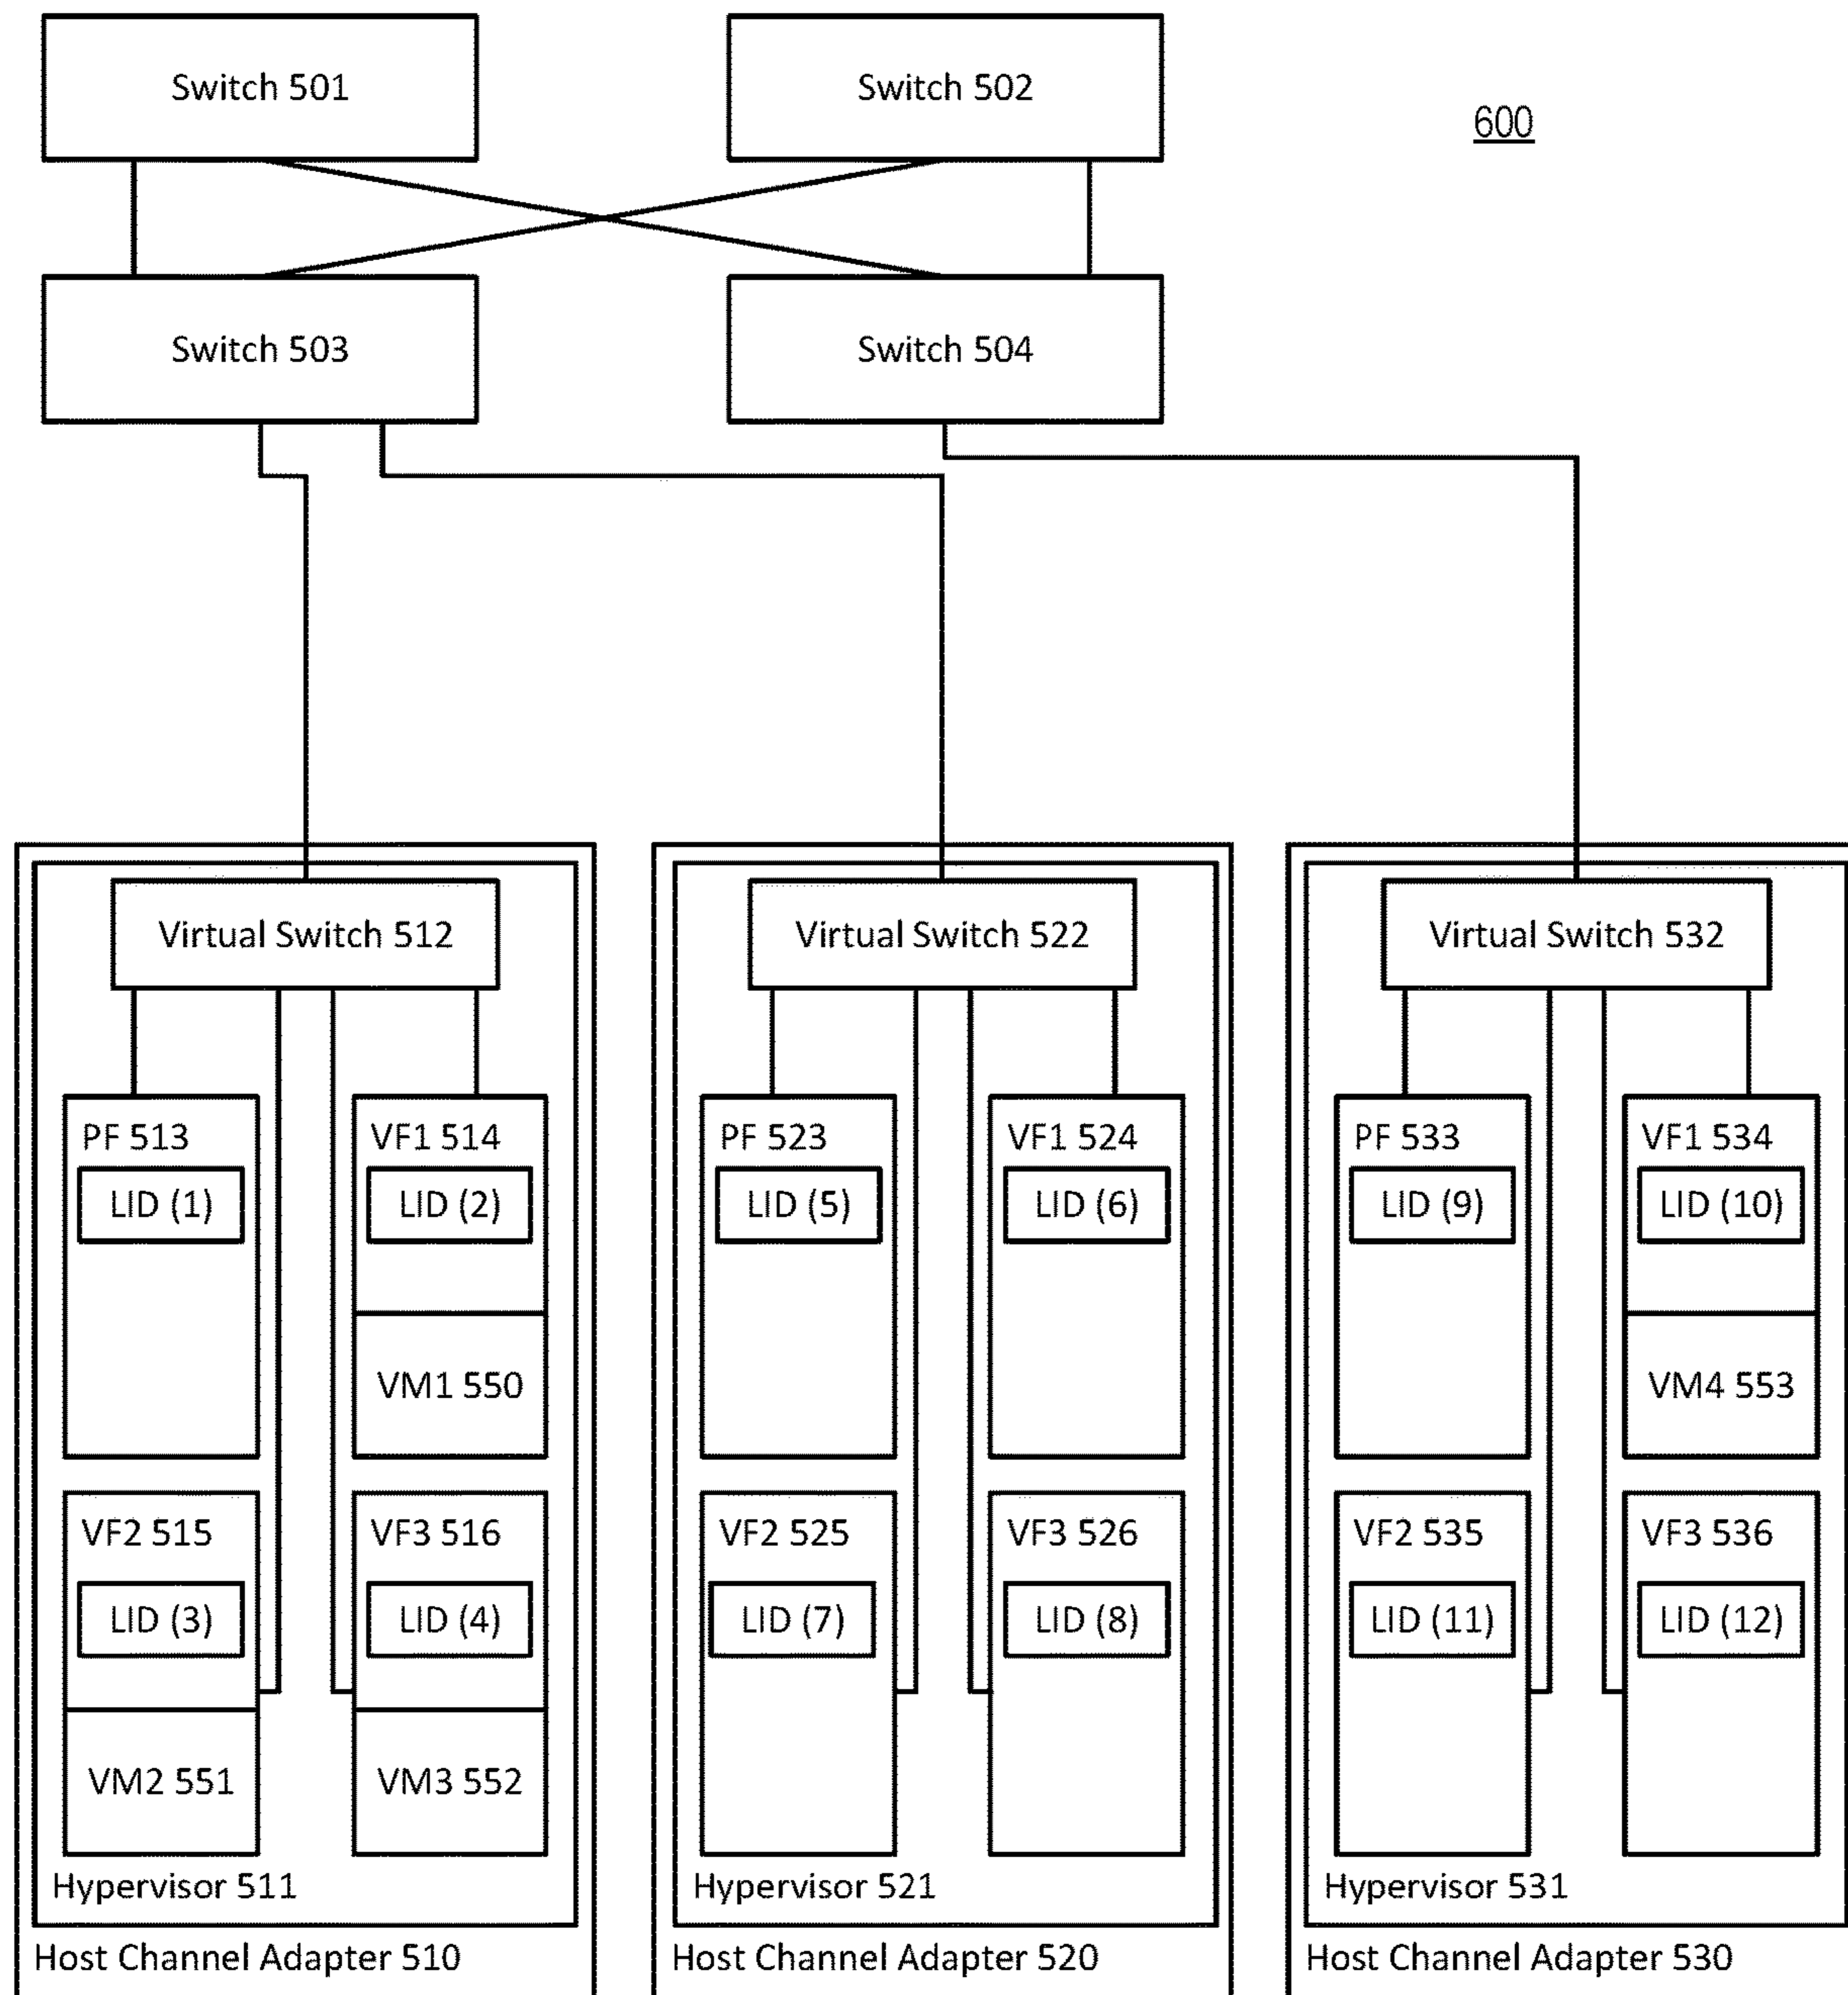 Switch 501
Switch 502
600
Switch 503
Switch 504
Virtual Switch 512
Virtual Switch 522
Virtual Switch 532
PF 513
LID (1)
VF1 514
LID (2)
VM1 550
VF2 515
LID (3)
VM2 551
VF3 516
LID (4)
VM3 552
Hypervisor 511
Host Channel Adapter 510
PF 523
LID (5)
VF1 524
LID (6)
VF2 525
LID (7)
VF3 526
LID (8)
Hypervisor 521
Host Channel Adapter 520
PF 533
LID (9)
VF1 534
LID (10)
VM4 553
VF2 535
LID (11)
VF3 536
LID (12)
Hypervisor 531
Host Channel Adapter 530